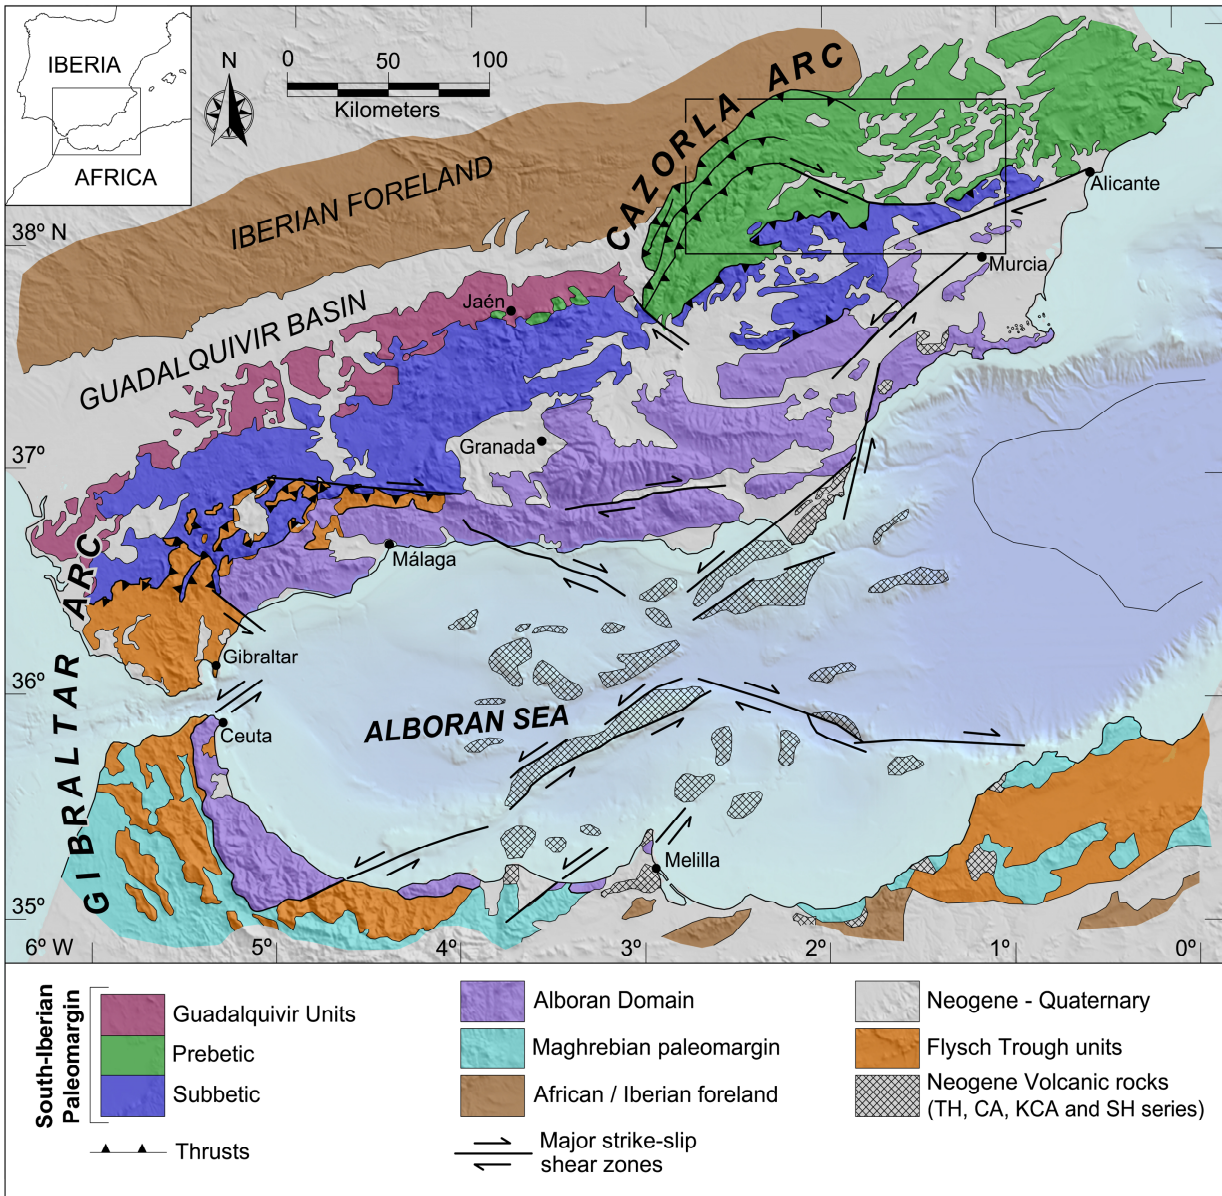 IBERIA
AFRICA
N
0 50 100
Kilometers
CAZORLA ARC
IBERIAN FORELAND
Alicante
38º N
Murcia
Jaén
GUADALQUIVIR BASIN
Granada
37º
Málaga
GIBRALTAR ARC
Gibraltar
36º
ALBORAN SEA
Ceuta
Melilla
35º
6º W 5º 4º 3º 2º 1º 0º
South-Iberian
Paleomargin
Guadalquivir Units
Prebetic
Subbetic
Thrusts
Alboran Domain
Maghrebian paleomargin
African / Iberian foreland
Major strike-slip
shear zones
Neogene - Quaternary
Flysch Trough units
Neogene Volcanic rocks
(TH, CA, KCA and SH series)